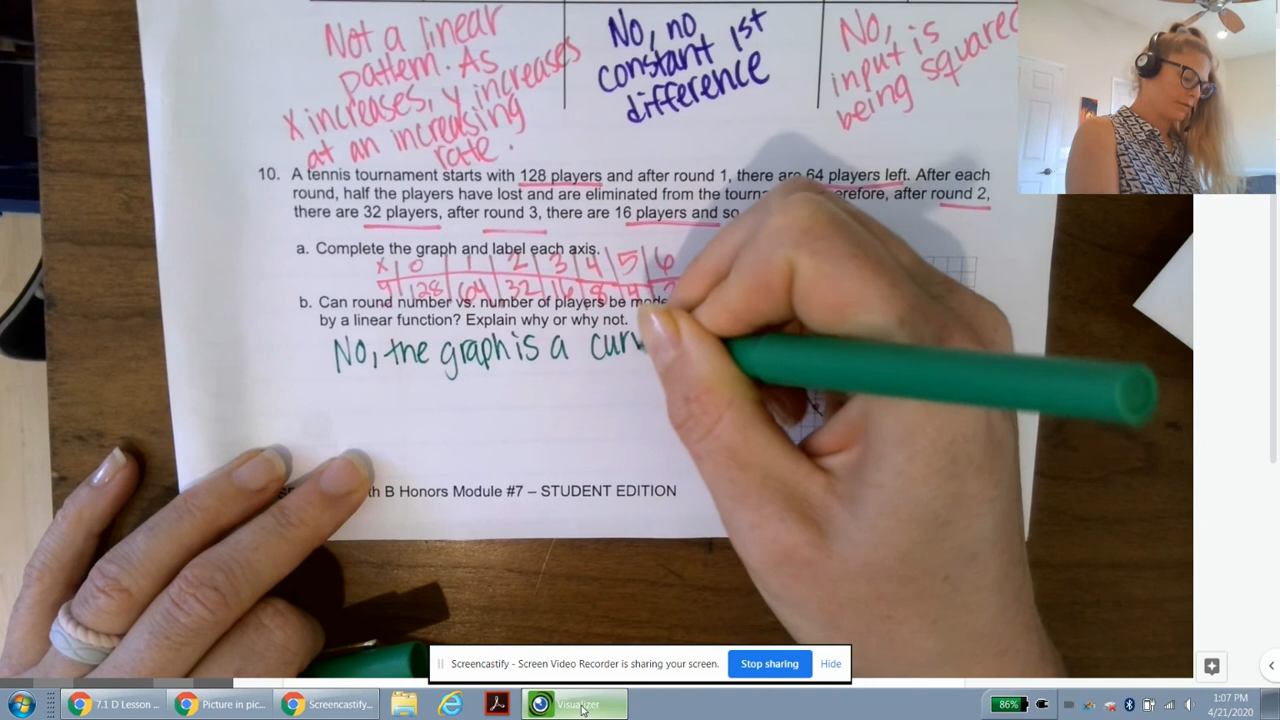 Not a linear
pattern. As
x increases, y increases
at an increasing
rate.
No, no
constant 1st
difference
No,
input is
being squared
10. A tennis tournament starts with 128 players and after round 1, there are 64 players left. After each
round, half the players have lost and are eliminated from the after round 2,
there are 32 players, after round 3, there are 16 players and so
a. Complete the graph and label each axis.
x 0 1 2 3 4 5 6
y 128 64 32 16 8 4
b. Can round number vs. number of players be
by a linear function? Explain why or why not.
No, the graph is a
B Honors Module #7 – STUDENT EDITION
Screencastify - Screen Video Recorder is sharing your screen.
Stop sharing
Hide
7.1 D Lesson ...
Picture in pic...
Screencastify...
Visualizer
86%
1:07 PM
4/21/2020